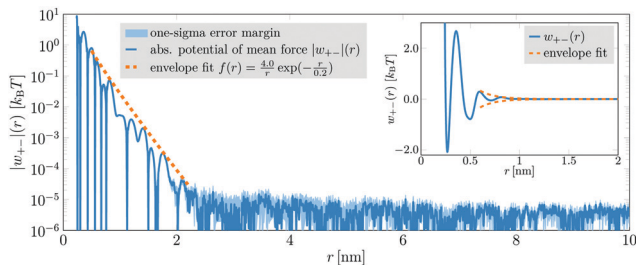 10^1
10^0
10^-1
10^-2
10^-3
10^-4
10^-5
10^-6
|w+−|(r) [kBT]
one-sigma error margin
abs. potential of mean force |w+−|(r)
envelope fit f(r) = 4.0/r exp(−r/0.2)
2.0
0.0
−2.0
w+−(r) [kBT]
w+−(r)
envelope fit
0 0.5 1 1.5 2
r [nm]
0 2 4 6 8 10
r [nm]